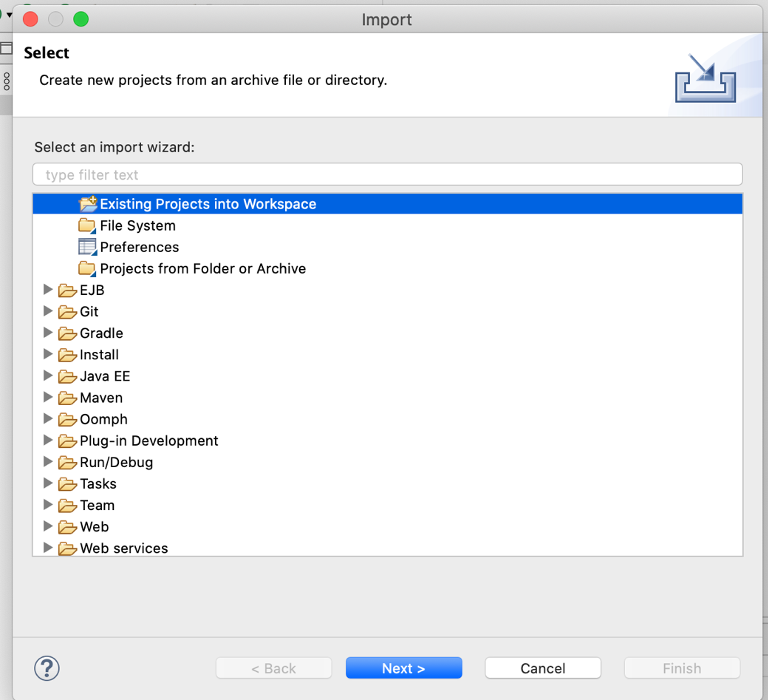 Import
Select
Create new projects from an archive file or directory.
Select an import wizard:
type filter text
Existing Projects into Workspace
File System
Preferences
Projects from Folder or Archive
EJB
Git
Gradle
Install
Java EE
Maven
Oomph
Plug-in Development
Run/Debug
Tasks
Team
Web
Web services
?
< Back
Next >
Cancel
Finish